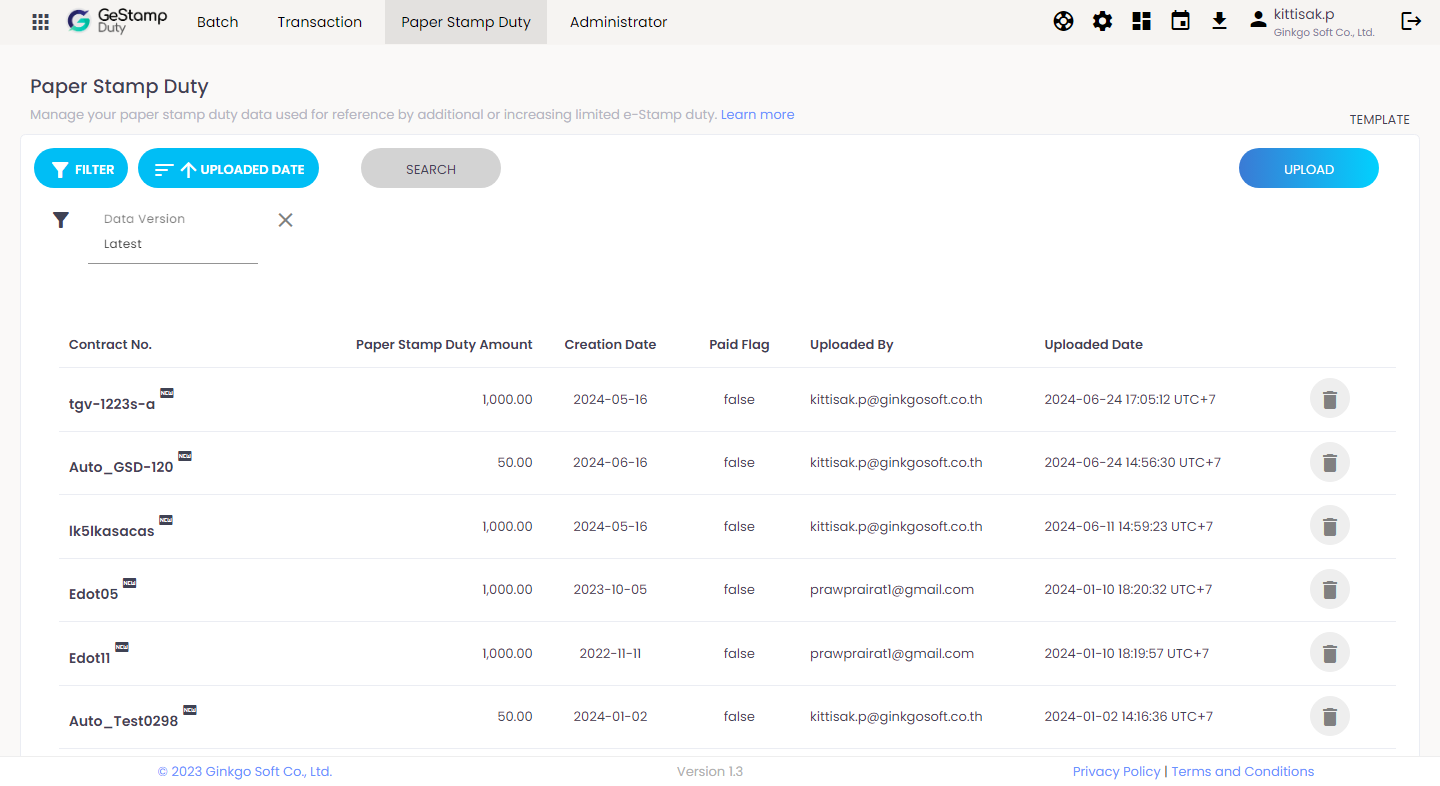 GeStamp Duty Batch Transaction Paper Stamp Duty Administrator kittisak.p
Ginkgo Soft Co., Ltd.
Paper Stamp Duty
Manage your paper stamp duty data used for reference by additional or increasing limited e-Stamp duty. Learn more
TEMPLATE
FILTER UPLOADED DATE SEARCH UPLOAD
Data Version
Latest
Contract No. Paper Stamp Duty Amount Creation Date Paid Flag Uploaded By Uploaded Date
tgv-1223s-a NEW 1,000.00 2024-05-16 false kittisak.p@ginkgosoft.co.th 2024-06-24 17:05:12 UTC+7
Auto_GSD-120 NEW 50.00 2024-06-16 false kittisak.p@ginkgosoft.co.th 2024-06-24 14:56:30 UTC+7
lk5lkasacas NEW 1,000.00 2024-05-16 false kittisak.p@ginkgosoft.co.th 2024-06-11 14:59:23 UTC+7
Edot05 NEW 1,000.00 2023-10-05 false prawprairat1@gmail.com 2024-01-10 18:20:32 UTC+7
Edot11 NEW 1,000.00 2022-11-11 false prawprairat1@gmail.com 2024-01-10 18:19:57 UTC+7
Auto_Test0298 NEW 50.00 2024-01-02 false kittisak.p@ginkgosoft.co.th 2024-01-02 14:16:36 UTC+7
© 2023 Ginkgo Soft Co., Ltd. Version 1.3 Privacy Policy | Terms and Conditions